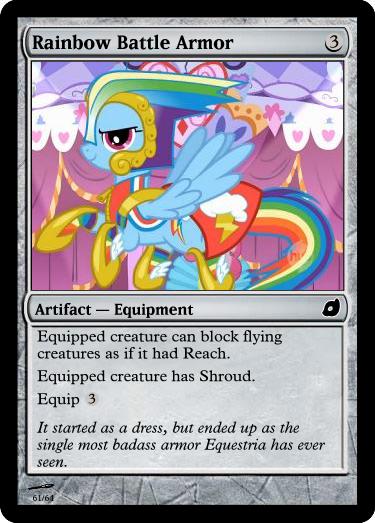 Rainbow Battle Armor 3
Artifact — Equipment
Equipped creature can block flying
creatures as if it had Reach.
Equipped creature has Shroud.
Equip 3
It started as a dress, but ended up as the
single most badass armor Equestria has ever
seen.
61/64